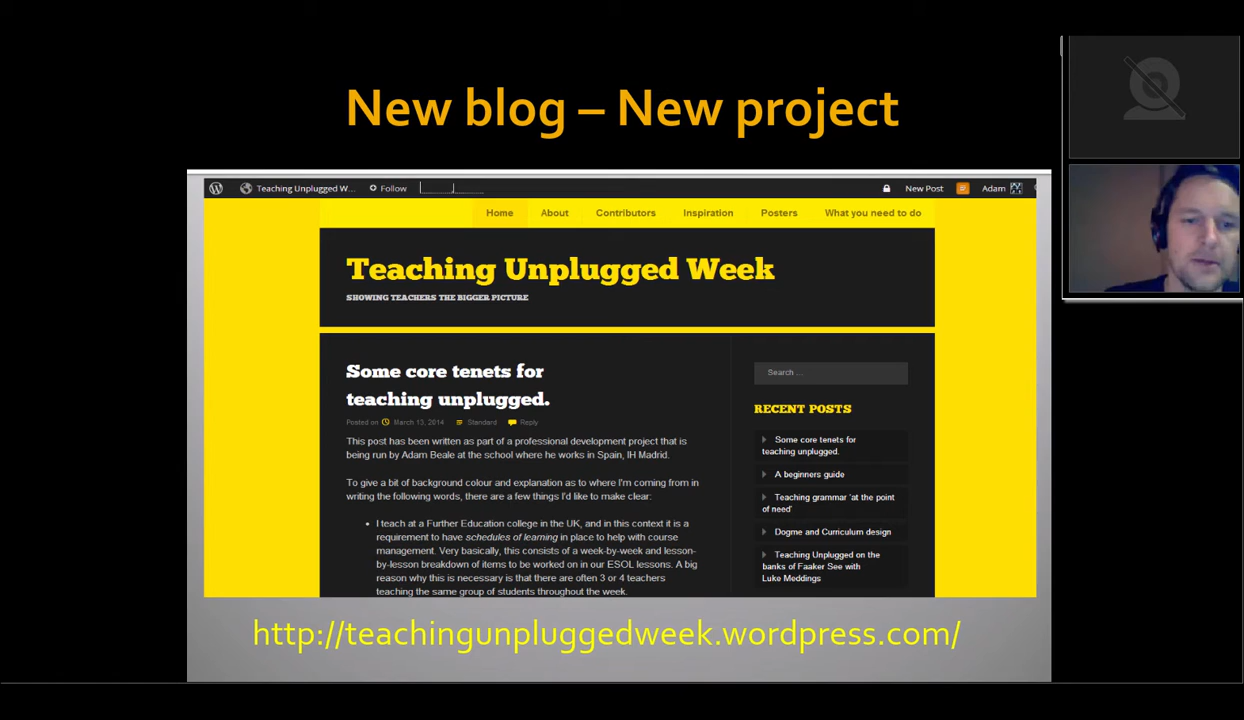 New blog – New project
Teaching Unplugged W...
Follow
New Post
Adam
Home
About
Contributors
Inspiration
Posters
What you need to do
Teaching Unplugged Week
SHOWING TEACHERS THE BIGGER PICTURE
Some core tenets for
teaching unplugged.
Posted on March 13, 2014 Standard Reply
This post has been written as part of a professional development project that is
being run by Adam Beale at the school where he works in Spain, IH Madrid.
To give a bit of background colour and explanation as to where I'm coming from in
writing the following words, there are a few things I'd like to make clear:
• I teach at a Further Education college in the UK, and in this context it is a
requirement to have schedules of learning in place to help with course
management. Very basically, this consists of a week-by-week and lesson-
by-lesson breakdown of items to be worked on in our ESOL lessons. A big
reason why this is necessary is that there are often 3 or 4 teachers
teaching the same group of students throughout the week.
Search ...
RECENT POSTS
Some core tenets for
teaching unplugged.
A beginners guide
Teaching grammar 'at the point
of need'
Dogme and Curriculum design
Teaching Unplugged on the
banks of Faaker See with
Luke Meddings
http://teachingunpluggedweek.wordpress.com/